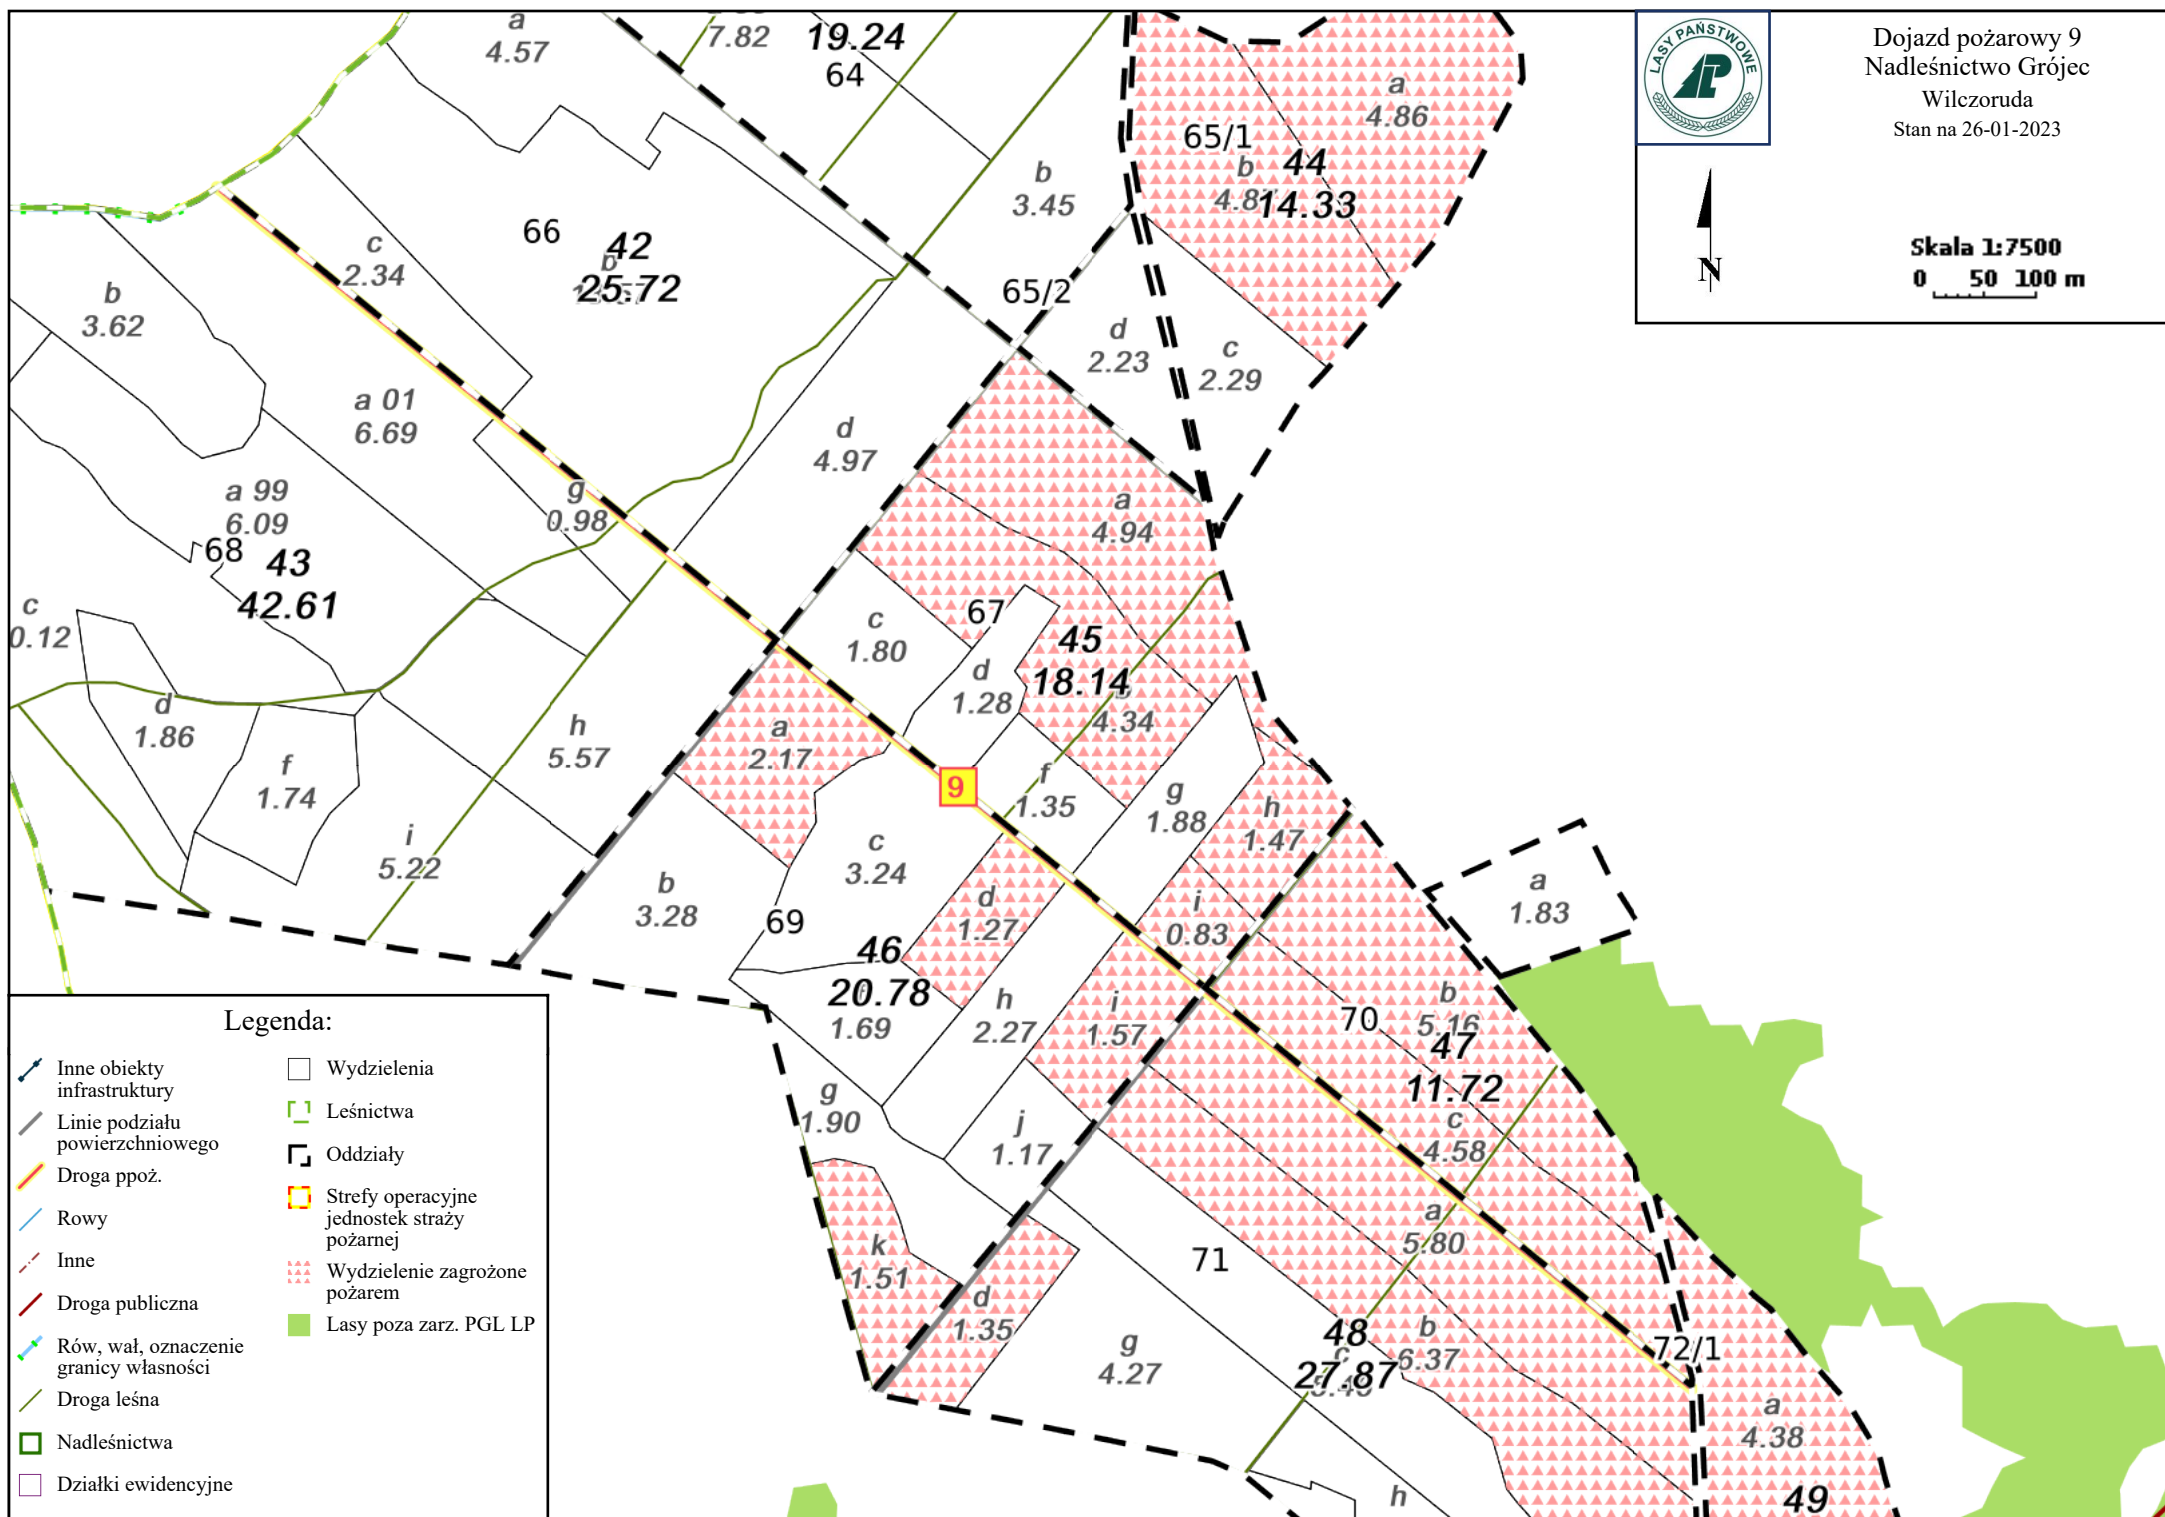 a
4.57
7.82
19.24
64
LASY PAŃSTWOWE
LP
Dojazd pożarowy 9
Nadleśnictwo Grójec
Wilczoruda
Stan na 26-01-2023
N
Skala 1:7500
0 50 100 m
a
4.86
65/1
b
44
14.33
b
3.45
66
42
b
25.72
c
2.34
65/2
d
2.23
c
2.29
b
3.62
a 01
6.69
d
4.97
a 99
6.09
g
0.98
a
4.94
68
43
42.61
c
0.12
c
1.80
67
45
18.14
4.34
d
1.28
d
1.86
h
5.57
a
2.17
f
1.74
9
f
1.35
g
1.88
h
1.47
i
5.22
c
3.24
b
3.28
d
1.27
i
0.83
a
1.83
69
46
20.78
1.69
h
2.27
i
1.57
70
b
5.16
47
11.72
c
4.58
g
1.90
j
1.17
a
5.80
k
1.51
d
1.35
71
g
4.27
48
27.87
b
6.37
72/1
a
4.38
49
h
Legenda:
Inne obiekty
infrastruktury
Linie podziału
powierzchniowego
Droga ppoż.
Rowy
Inne
Droga publiczna
Rów, wał, oznaczenie
granicy własności
Droga leśna
Nadleśnictwa
Działki ewidencyjne
Wydzielenia
Leśnictwa
Oddziały
Strefy operacyjne
jednostek straży
pożarnej
Wydzielenie zagrożone
pożarem
Lasy poza zarz. PGL LP